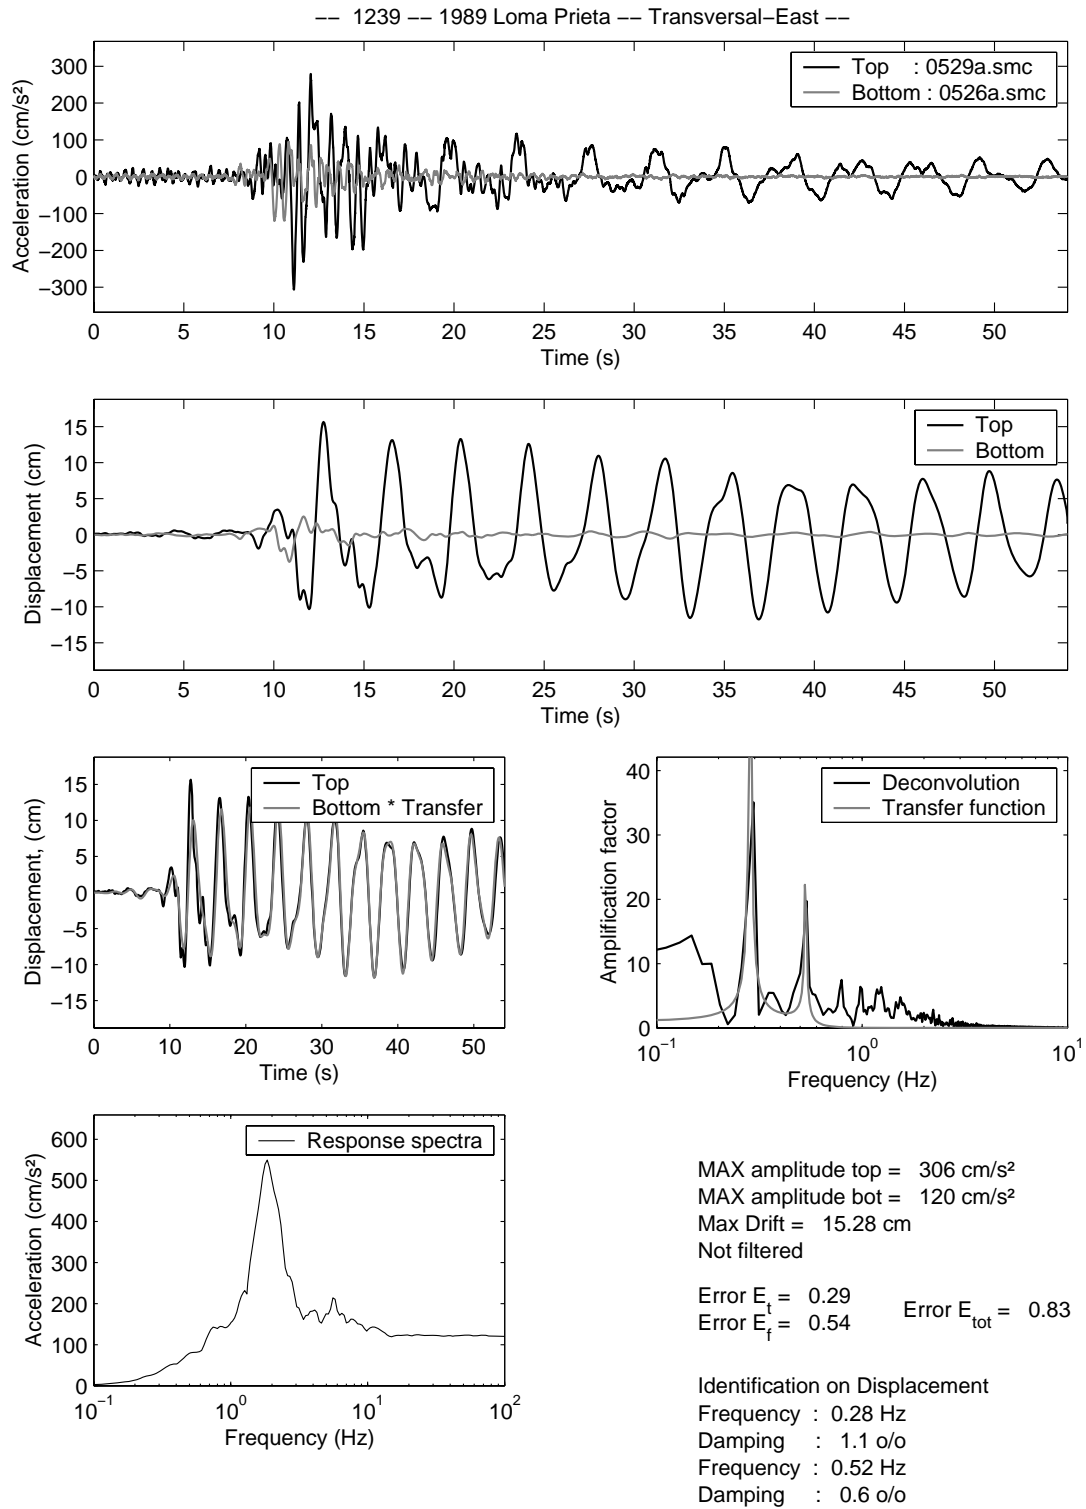 −− 1239 −− 1989 Loma Prieta −− Transversal−East −−
Acceleration (cm/s²)
300
200
100
0
−100
−200
−300
Top : 0529a.smc
Bottom : 0526a.smc
0 5 10 15 20 25 30 35 40 45 50
Time (s)
Displacement (cm)
15
10
5
0
−5
−10
−15
Top
Bottom
0 5 10 15 20 25 30 35 40 45 50
Time (s)
Displacement, (cm)
15
10
5
0
−5
−10
−15
Top
Bottom * Transfer
0 10 20 30 40 50
Time (s)
Amplification factor
40
30
20
10
0
Deconvolution
Transfer function
10^−1 10^0 10^1
Frequency (Hz)
Acceleration (cm/s²)
600
500
400
300
200
100
0
Response spectra
10^−1 10^0 10^1 10^2
Frequency (Hz)
MAX amplitude top = 306 cm/s²
MAX amplitude bot = 120 cm/s²
Max Drift = 15.28 cm
Not filtered
Error E_t = 0.29
Error E_f = 0.54
Error E_tot = 0.83
Identification on Displacement
Frequency : 0.28 Hz
Damping : 1.1 o/o
Frequency : 0.52 Hz
Damping : 0.6 o/o